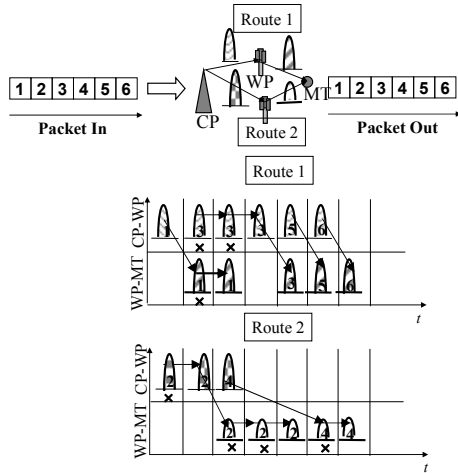 Route 1
WP
MT
CP
Route 2
1 2 3 4 5 6
Packet In
1 2 3 4 5 6
Packet Out
Route 1
CP-WP
1 3 3 3 5 6
× ×
WP-MT
1 1 3 5 6
×
t
Route 2
CP-WP
2 2 4
×
WP-MT
2 2 2 4 4
× × ×
t